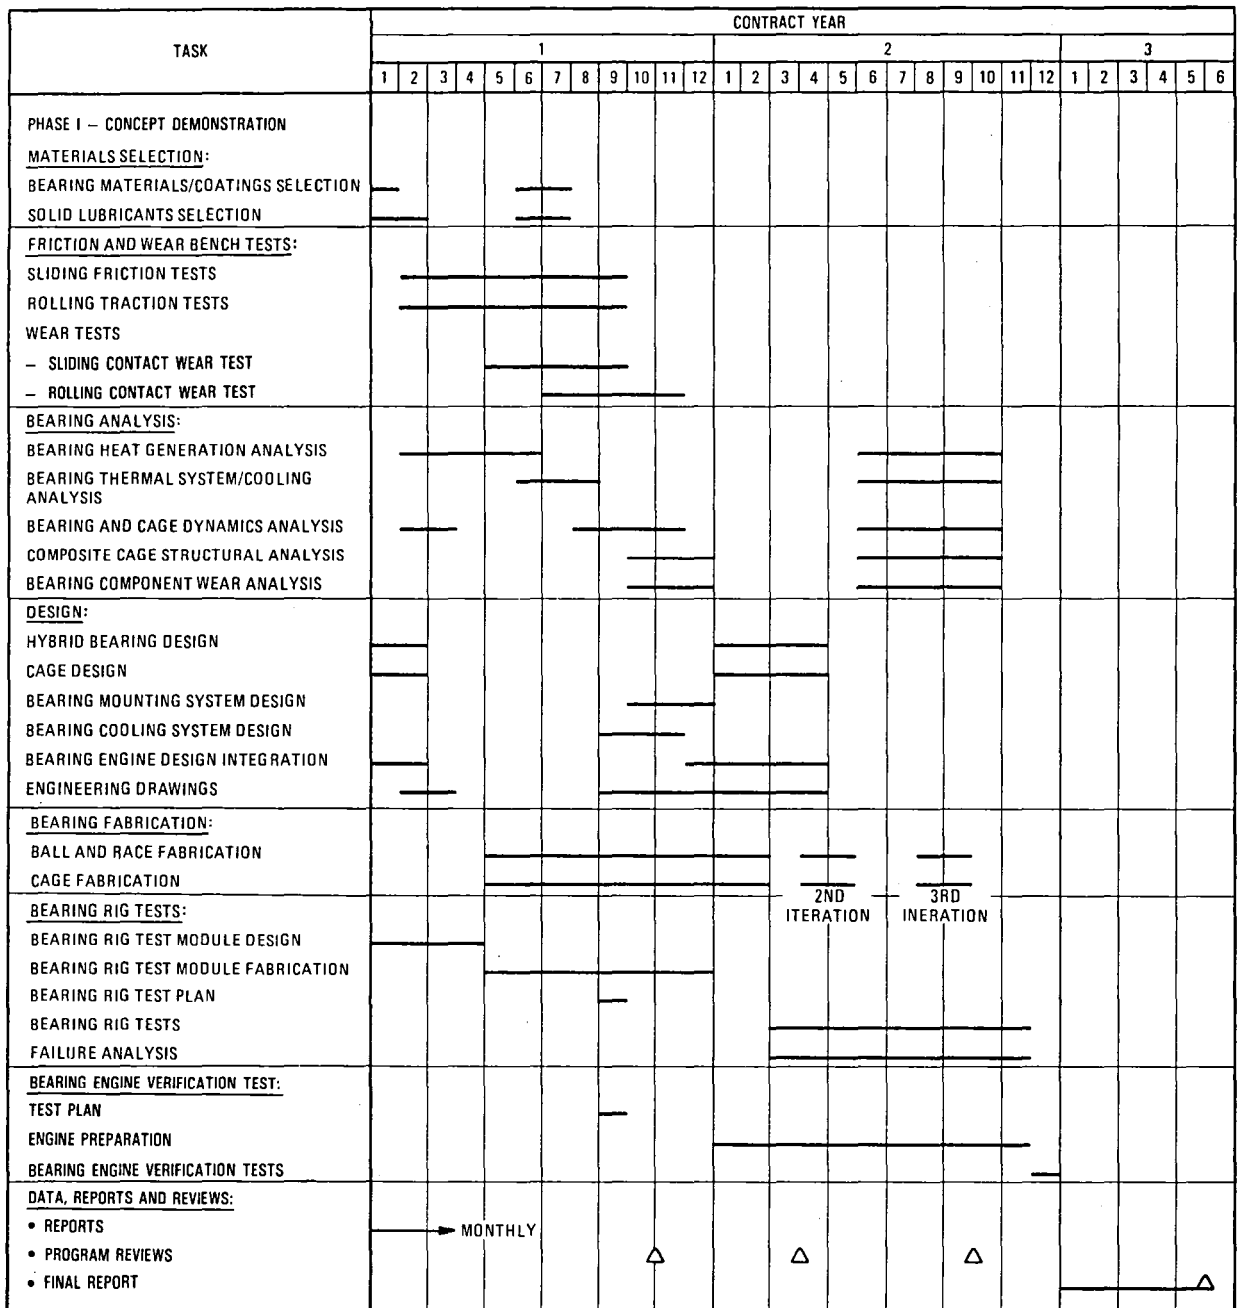 CONTRACT YEAR
TASK
1 2 3
1 2 3 4 5 6 7 8 9 10 11 12 1 2 3 4 5 6 7 8 9 10 11 12 1 2 3 4 5 6
PHASE I – CONCEPT DEMONSTRATION
MATERIALS SELECTION:
BEARING MATERIALS/COATINGS SELECTION
SOLID LUBRICANTS SELECTION
FRICTION AND WEAR BENCH TESTS:
SLIDING FRICTION TESTS
ROLLING TRACTION TESTS
WEAR TESTS
– SLIDING CONTACT WEAR TEST
– ROLLING CONTACT WEAR TEST
BEARING ANALYSIS:
BEARING HEAT GENERATION ANALYSIS
BEARING THERMAL SYSTEM/COOLING
ANALYSIS
BEARING AND CAGE DYNAMICS ANALYSIS
COMPOSITE CAGE STRUCTURAL ANALYSIS
BEARING COMPONENT WEAR ANALYSIS
DESIGN:
HYBRID BEARING DESIGN
CAGE DESIGN
BEARING MOUNTING SYSTEM DESIGN
BEARING COOLING SYSTEM DESIGN
BEARING ENGINE DESIGN INTEGRATION
ENGINEERING DRAWINGS
BEARING FABRICATION:
BALL AND RACE FABRICATION
CAGE FABRICATION
2ND
ITERATION
3RD
INERATION
BEARING RIG TESTS:
BEARING RIG TEST MODULE DESIGN
BEARING RIG TEST MODULE FABRICATION
BEARING RIG TEST PLAN
BEARING RIG TESTS
FAILURE ANALYSIS
BEARING ENGINE VERIFICATION TEST:
TEST PLAN
ENGINE PREPARATION
BEARING ENGINE VERIFICATION TESTS
DATA, REPORTS AND REVIEWS:
• REPORTS
MONTHLY
• PROGRAM REVIEWS
• FINAL REPORT